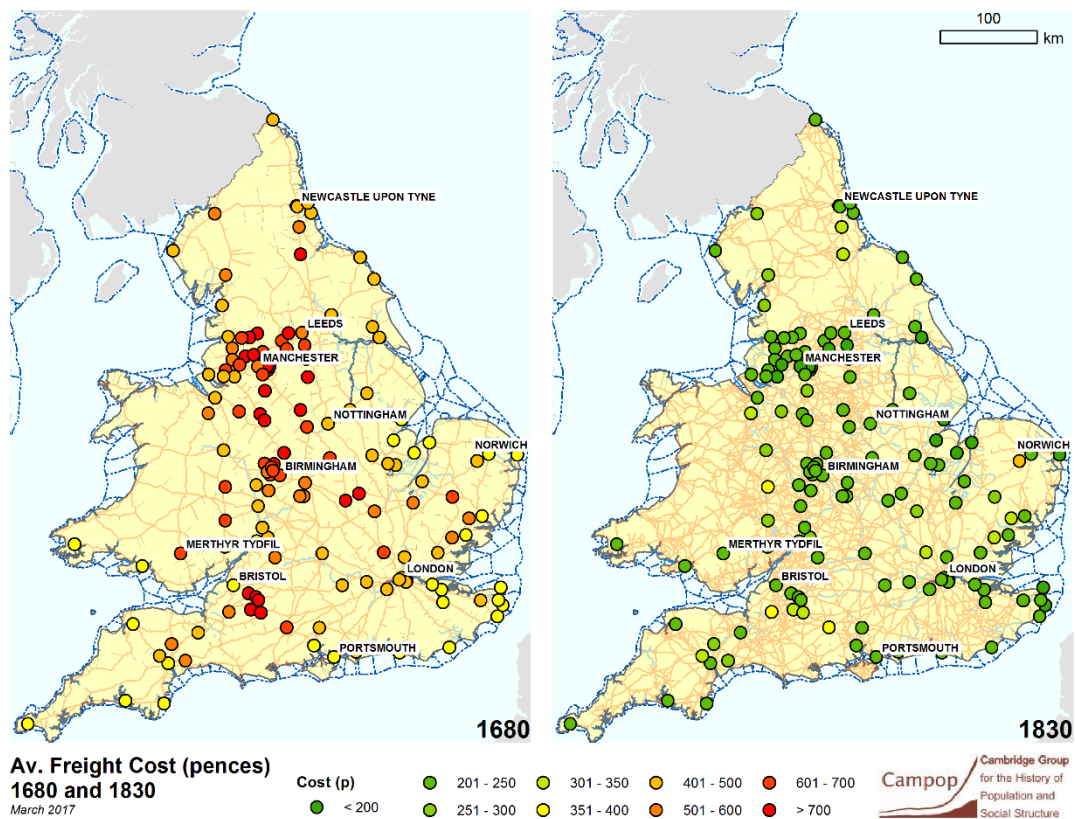 100
km
NEWCASTLE UPON TYNE
LEEDS
MANCHESTER
NOTTINGHAM
NORWICH
BIRMINGHAM
MERTHYR TYDFIL
LONDON
BRISTOL
PORTSMOUTH
1680
NEWCASTLE UPON TYNE
LEEDS
MANCHESTER
NOTTINGHAM
NORWICH
BIRMINGHAM
MERTHYR TYDFIL
LONDON
BRISTOL
PORTSMOUTH
1830
Av. Freight Cost (pences)
1680 and 1830
March 2017
Cost (p)
< 200
201 - 250
251 - 300
301 - 350
351 - 400
401 - 500
501 - 600
601 - 700
> 700
Campop
Cambridge Group
for the History of
Population and
Social Structure